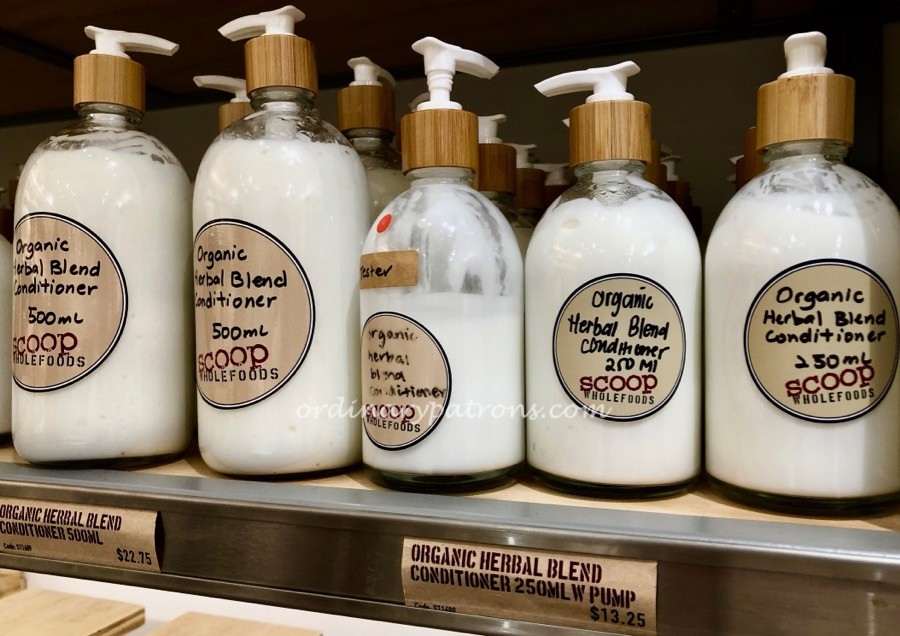 Organic
Herbal Blend
Conditioner
500mL
scoop
WHOLEFOODS
Organic
Herbal Blend
Conditioner
500mL
scoop
WHOLEFOODS
Tester
organic
herbal
blend
conditioner
scoop
WHOLEFOODS
Organic
Herbal Blend
Conditioner
250 Ml
scoop
WHOLEFOODS
Organic
Herbal Blend
Conditioner
250mL
scoop
WHOLEFOODS
ordinarypatrons.com
ORGANIC HERBAL BLEND
CONDITIONER 500ML
$22.75
ORGANIC HERBAL BLEND
CONDITIONER 250ML W PUMP
$13.25